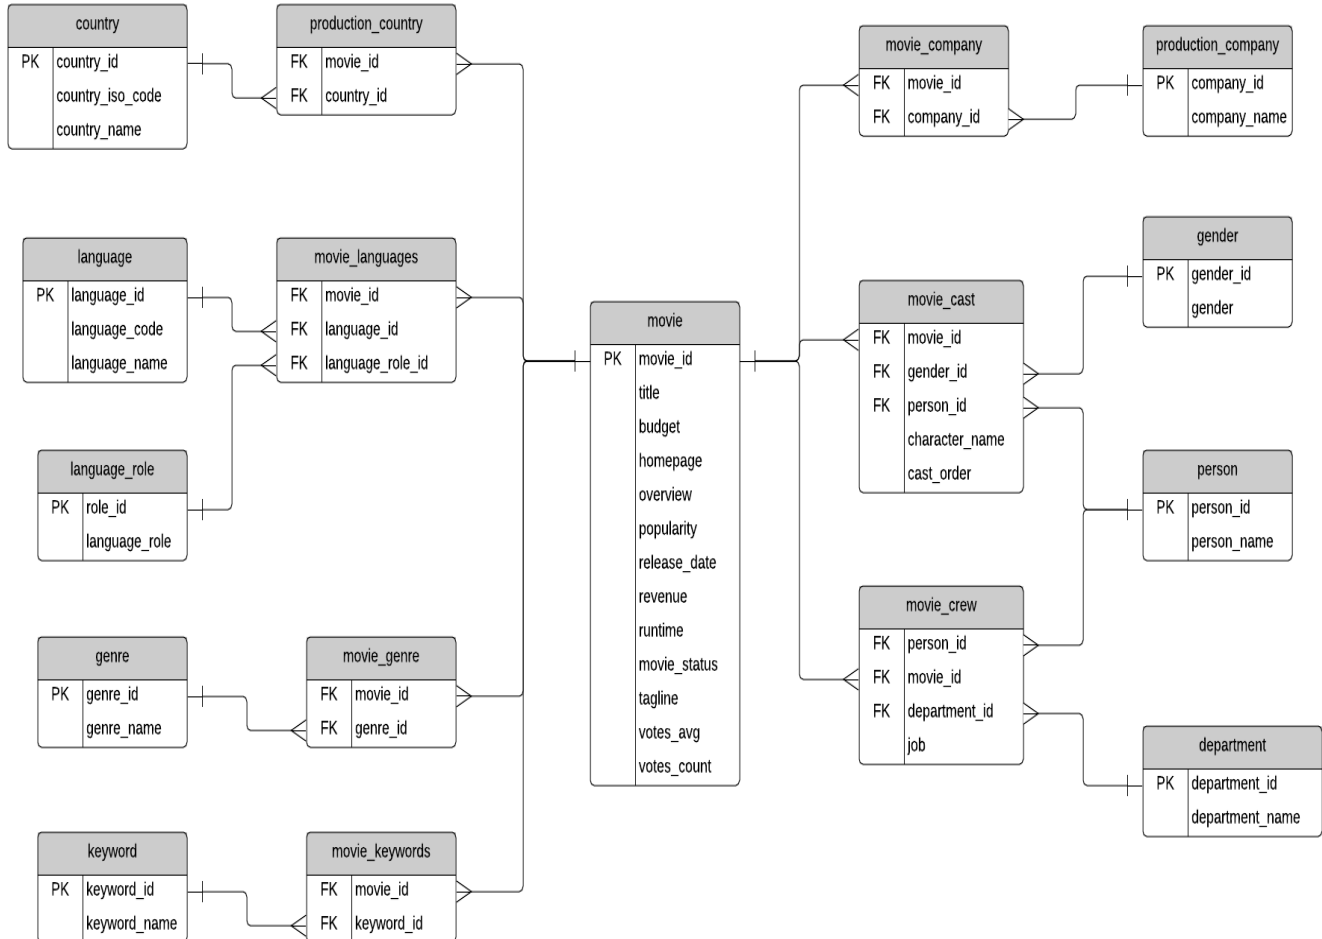 country
PK country_id
country_iso_code
country_name
production_country
FK movie_id
FK country_id
language
PK language_id
language_code
language_name
movie_languages
FK movie_id
FK language_id
FK language_role_id
language_role
PK role_id
language_role
genre
PK genre_id
genre_name
movie_genre
FK movie_id
FK genre_id
keyword
PK keyword_id
keyword_name
movie_keywords
FK movie_id
FK keyword_id
movie
PK movie_id
title
budget
homepage
overview
popularity
release_date
revenue
runtime
movie_status
tagline
votes_avg
votes_count
movie_company
FK movie_id
FK company_id
production_company
PK company_id
company_name
gender
PK gender_id
gender
movie_cast
FK movie_id
FK gender_id
FK person_id
character_name
cast_order
person
PK person_id
person_name
movie_crew
FK person_id
FK movie_id
FK department_id
job
department
PK department_id
department_name